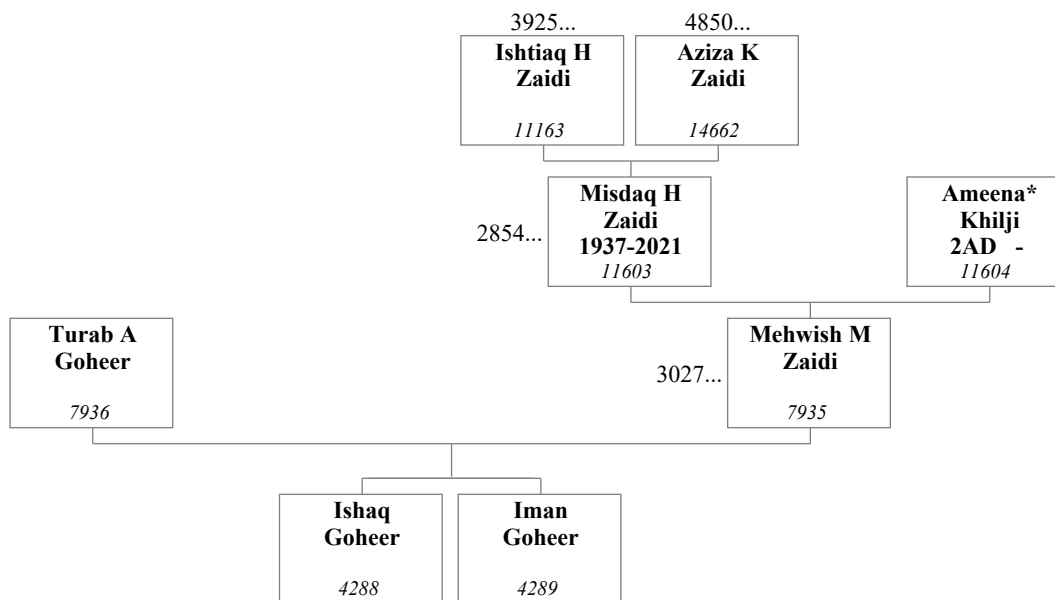 3925...
4850...
Ishtiaq H
Zaidi
11163
Aziza K
Zaidi
14662
2854...
Misdaq H
Zaidi
1937-2021
11603
Ameena*
Khilji
2AD -
11604
Turab A
Goheer
7936
3027...
Mehwish M
Zaidi
7935
Ishaq
Goheer
4288
Iman
Goheer
4289